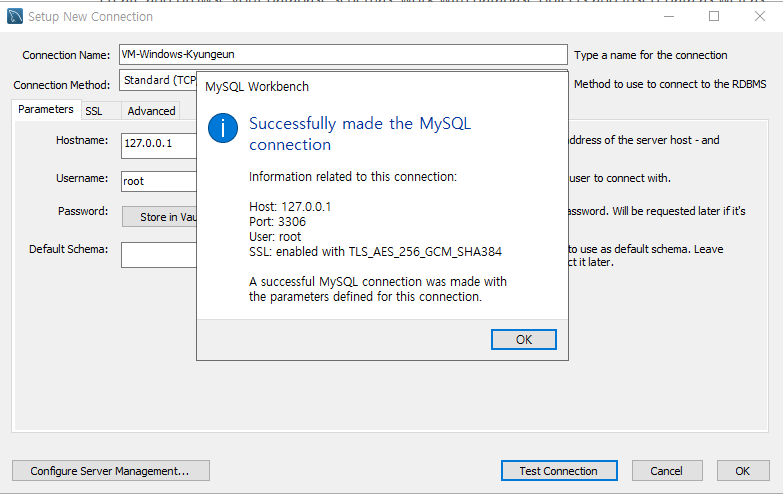 Setup New Connection
Connection Name: VM-Windows-Kyungeun Type a name for the connection
Connection Method: Standard (TCP Method to use to connect to the RDBMS
Parameters SSL Advanced
Hostname: 127.0.0.1 address of the server host - and
Username: root user to connect with.
Password: Store in Vau assword. Will be requested later if it's
Default Schema: to use as default schema. Leave
ct it later.
MySQL Workbench
Successfully made the MySQL
connection
Information related to this connection:
Host: 127.0.0.1
Port: 3306
User: root
SSL: enabled with TLS_AES_256_GCM_SHA384
A successful MySQL connection was made with
the parameters defined for this connection.
OK
Configure Server Management... Test Connection Cancel OK